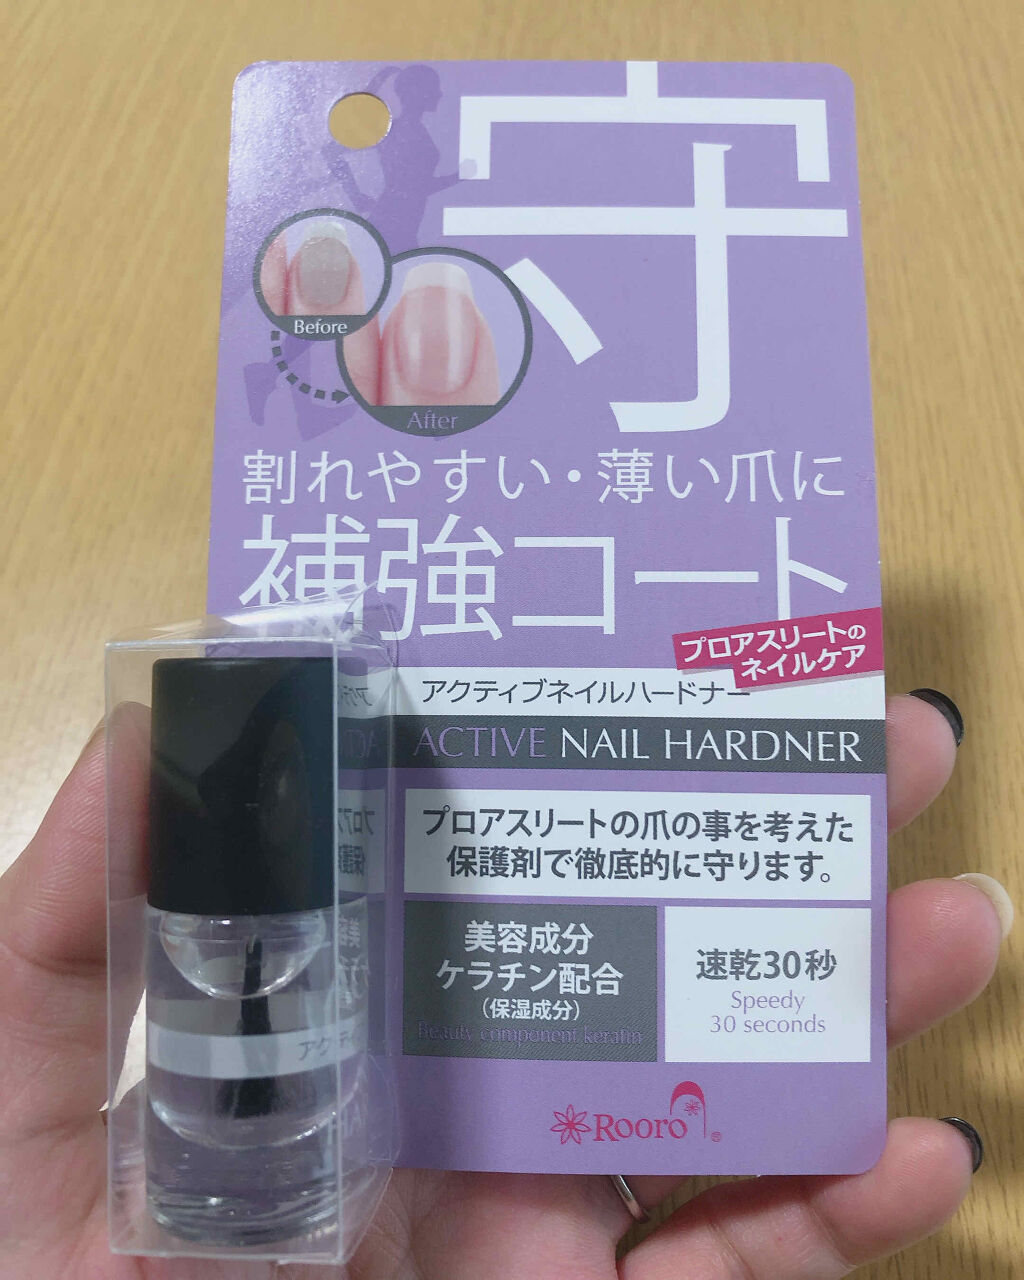 守
Before
After
割れやすい・薄い爪に
補強コート
プロアスリートの
ネイルケア
アクティブネイルハードナー
ACTIVE NAIL HARDNER
プロアスリートの爪の事を考えた
保護剤で徹底的に守ります。
美容成分
ケラチン配合
(保湿成分)
Beauty component keratin
速乾30秒
Speedy
30 seconds
Rooro®